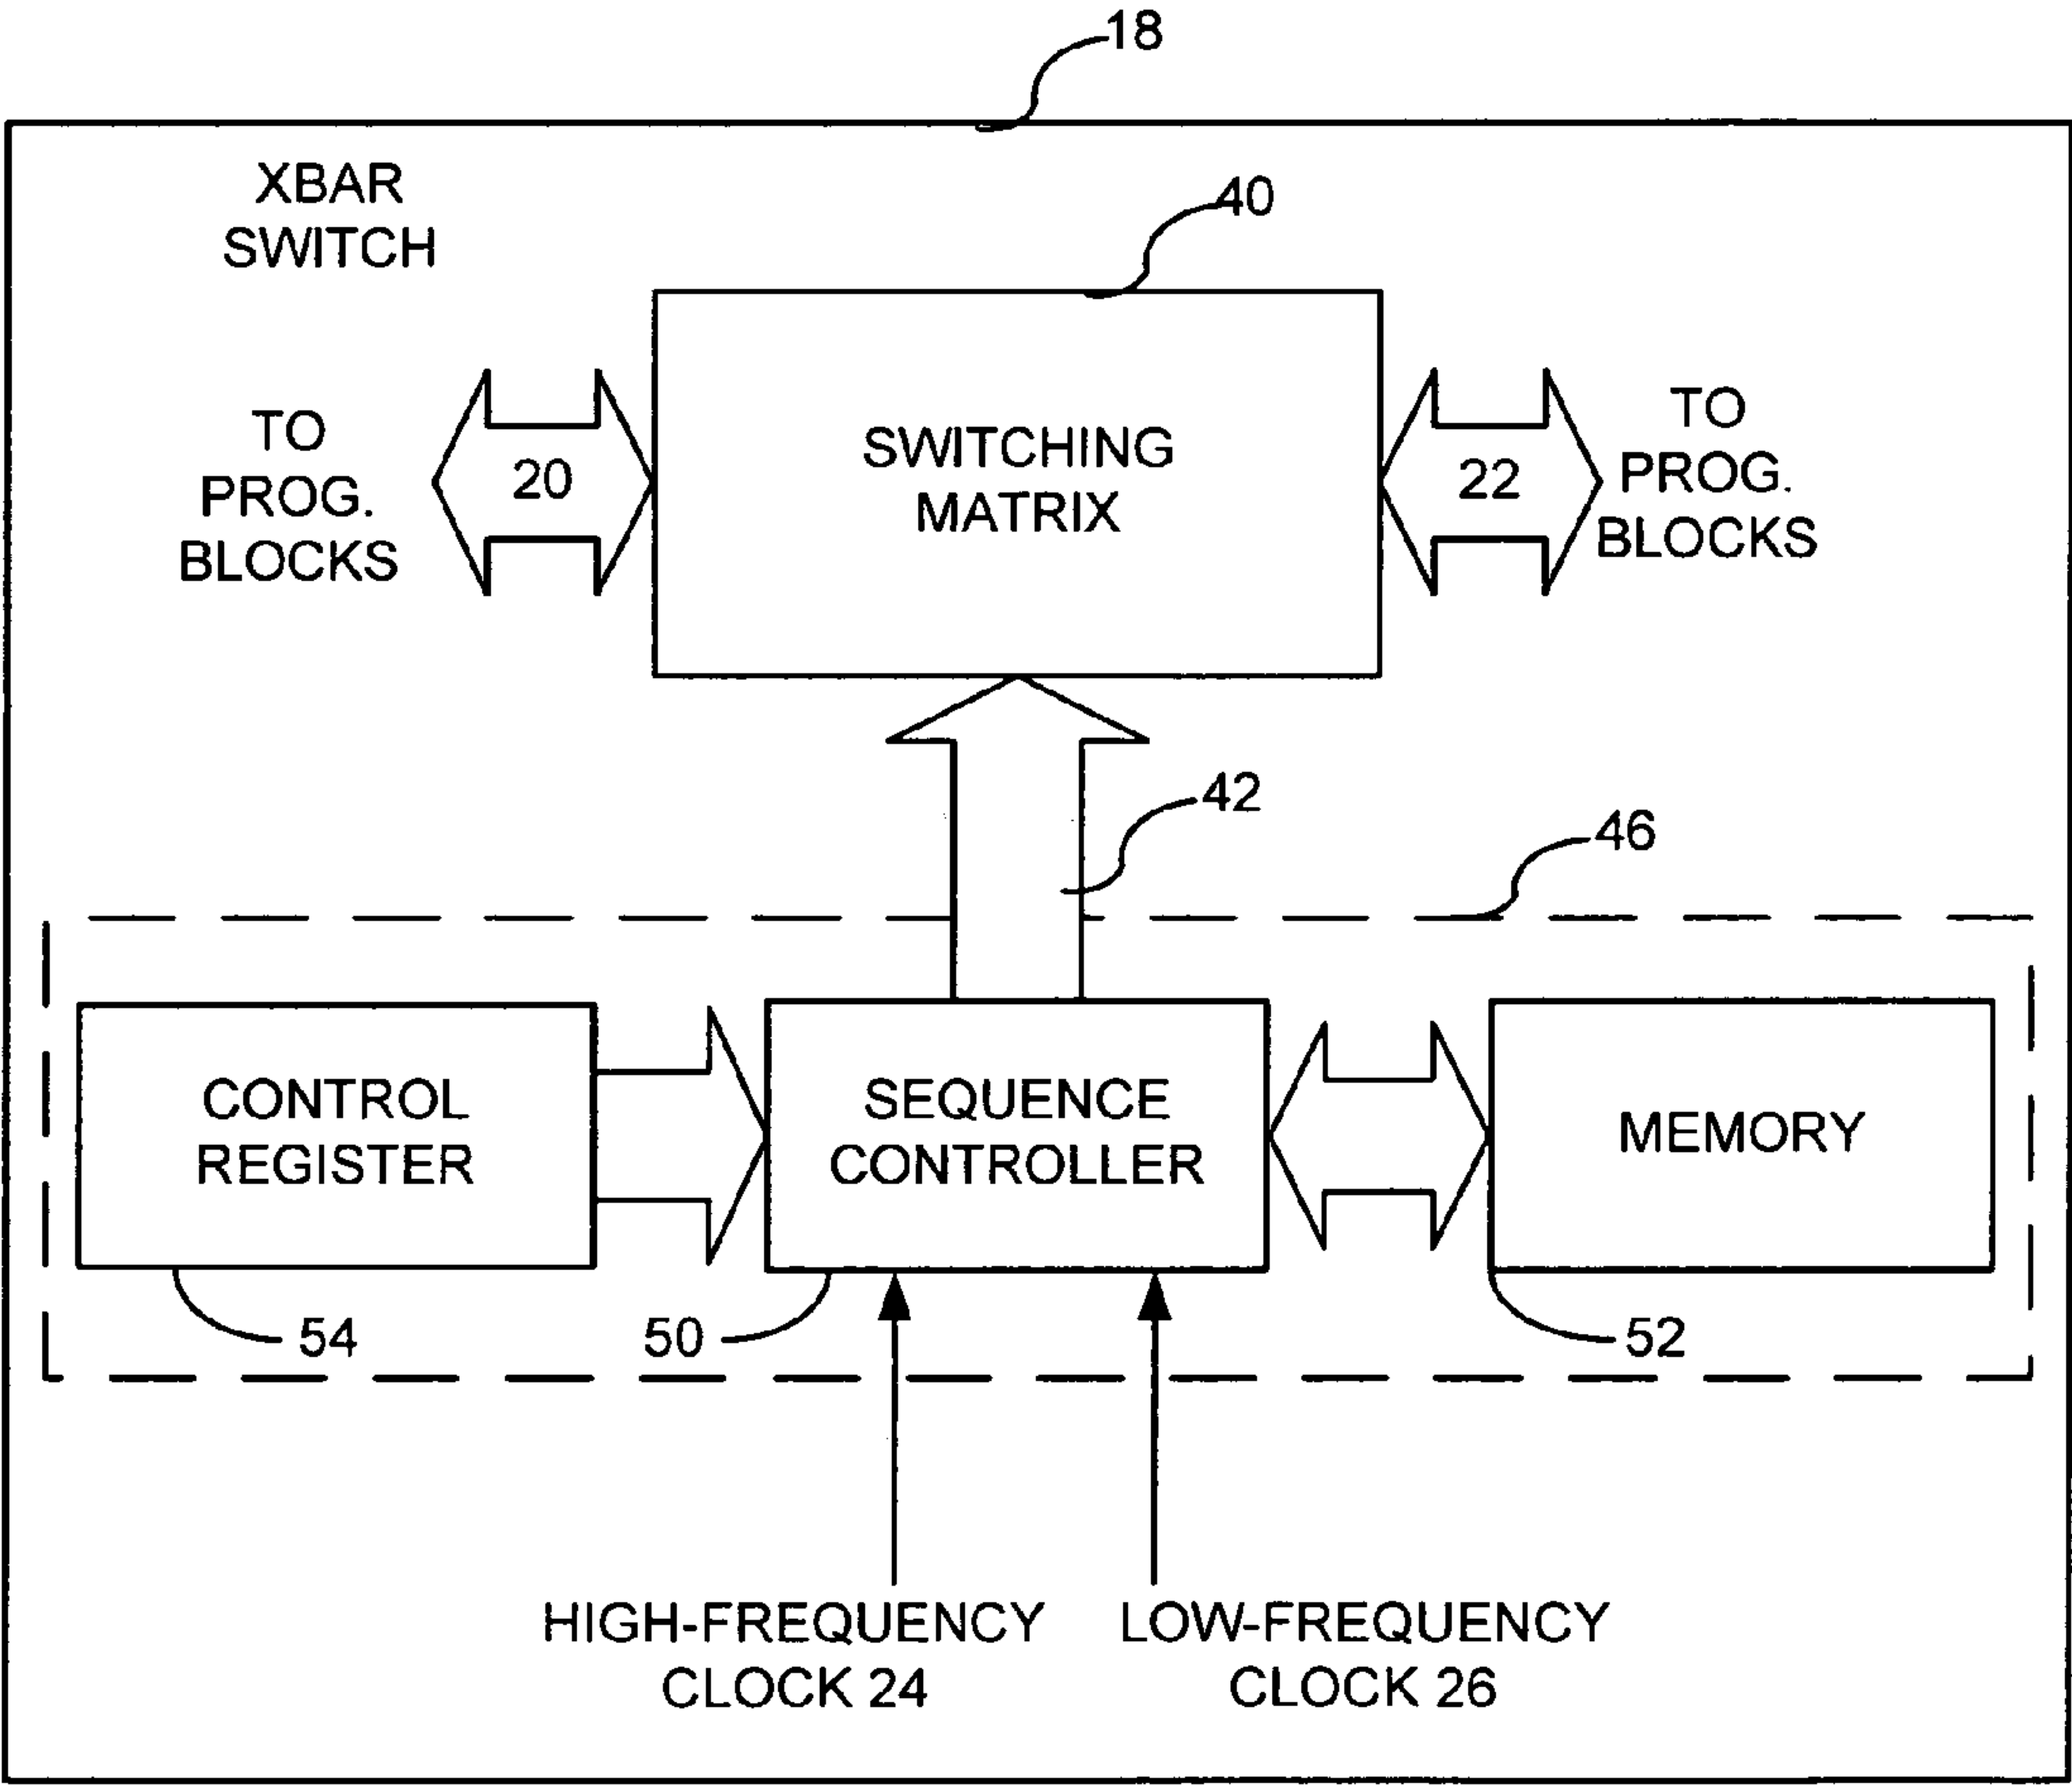 18
XBAR
SWITCH
40
TO
PROG.
BLOCKS
20
SWITCHING
MATRIX
22
TO
PROG.
BLOCKS
42
46
CONTROL
REGISTER
SEQUENCE
CONTROLLER
MEMORY
54
50
52
HIGH-FREQUENCY
CLOCK 24
LOW-FREQUENCY
CLOCK 26